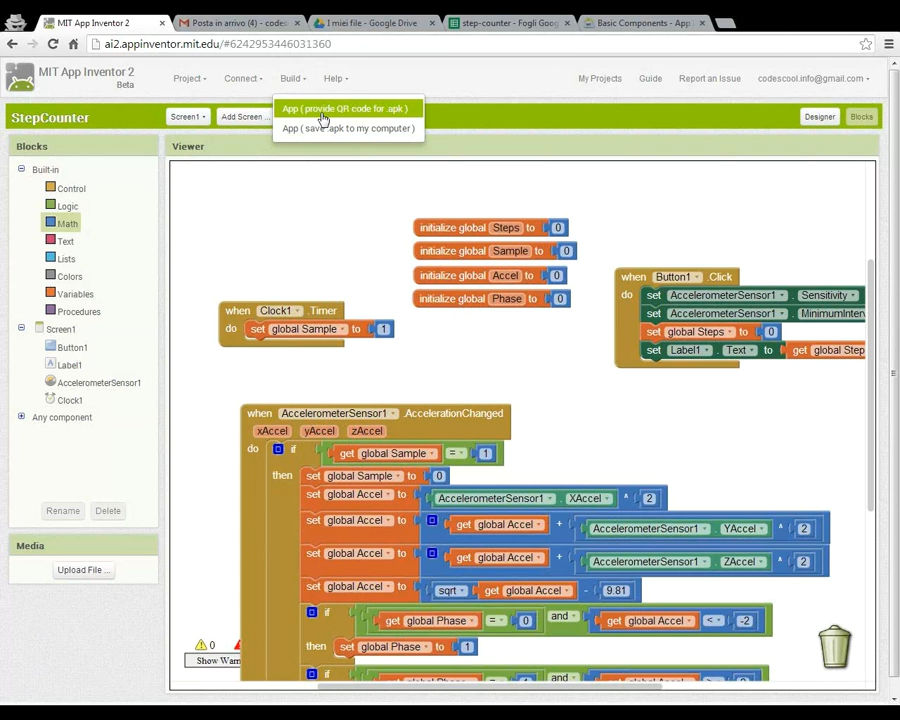 MIT App Inventor 2
Posta in arrivo (4) - codes
I miei file - Google Drive
step-counter - Fogli Goo
Basic Components - App
ai2.appinventor.mit.edu/#6242953446031360
MIT App Inventor 2
Beta
Project
Connect
Build
Help
My Projects
Guide
Report an Issue
codescool.info@gmail.com
StepCounter
Screen1
Add Screen ...
App ( provide QR code for .apk )
App ( save .apk to my computer )
Designer
Blocks
Blocks
Viewer
Built-in
Control
Logic
Math
Text
Lists
Colors
Variables
Procedures
Screen1
Button1
Label1
AccelerometerSensor1
Clock1
Any component
Rename
Delete
Media
Upload File ...
initialize global Steps to 0
initialize global Sample to 0
initialize global Accel to 0
initialize global Phase to 0
when Clock1 .Timer
do set global Sample to 1
when Button1 .Click
do set AccelerometerSensor1 . Sensitivity
set AccelerometerSensor1 . MinimumInterv
set global Steps to 0
set Label1 . Text to get global Step
when AccelerometerSensor1 .AccelerationChanged
xAccel yAccel zAccel
do if get global Sample = 1
then set global Sample to 0
set global Accel to AccelerometerSensor1 . XAccel ^ 2
set global Accel to get global Accel + AccelerometerSensor1 . YAccel ^ 2
set global Accel to get global Accel + AccelerometerSensor1 . ZAccel ^ 2
set global Accel to sqrt get global Accel - 9.81
if get global Phase = 0 and get global Accel < -2
then set global Phase to 1
if and
0
Show Warn